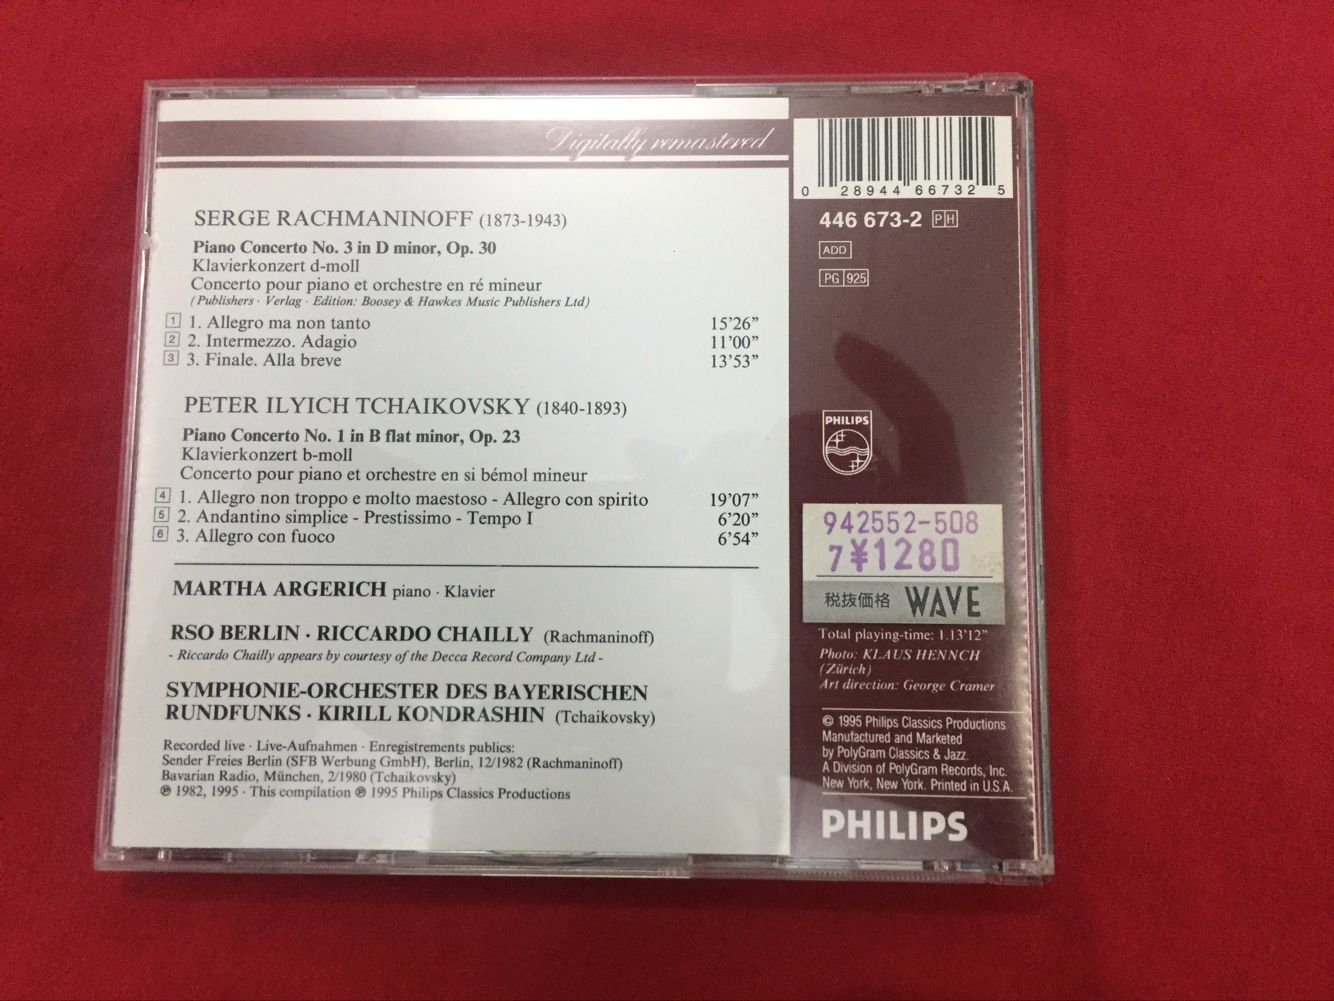 Digitally remastered
SERGE RACHMANINOFF (1873-1943)
Piano Concerto No. 3 in D minor, Op. 30
Klavierkonzert d-moll
Concerto pour piano et orchestre en ré mineur
(Publishers · Verlag · Edition: Boosey & Hawkes Music Publishers Ltd)
1 1. Allegro ma non tanto 15'26”
2 2. Intermezzo. Adagio 11'00”
3 3. Finale. Alla breve 13'53”
PETER ILYICH TCHAIKOVSKY (1840-1893)
Piano Concerto No. 1 in B flat minor, Op. 23
Klavierkonzert b-moll
Concerto pour piano et orchestre en si bémol mineur
4 1. Allegro non troppo e molto maestoso - Allegro con spirito 19'07”
5 2. Andantino simplice - Prestissimo - Tempo I 6'20”
6 3. Allegro con fuoco 6'54”
MARTHA ARGERICH piano · Klavier
RSO BERLIN · RICCARDO CHAILLY (Rachmaninoff)
- Riccardo Chailly appears by courtesy of the Decca Record Company Ltd -
SYMPHONIE-ORCHESTER DES BAYERISCHEN
RUNDFUNKS · KIRILL KONDRASHIN (Tchaikovsky)
Recorded live · Live-Aufnahmen · Enregistrements publics:
Sender Freies Berlin (SFB Werbung GmbH), Berlin, 12/1982 (Rachmaninoff)
Bavarian Radio, München, 2/1980 (Tchaikovsky)
℗ 1982, 1995 · This compilation ℗ 1995 Philips Classics Productions
0 28944 66732 5
446 673-2 PH
ADD
PG 925
PHILIPS
942552-508
7¥1280
税抜価格 WAVE
Total playing-time: 1.13'12”
Photo: KLAUS HENNCH
(Zürich)
Art direction: George Cramer
© 1995 Philips Classics Productions
Manufactured and Marketed
by PolyGram Classics & Jazz.
A Division of PolyGram Records, Inc.
New York, New York. Printed in U.S.A.
PHILIPS